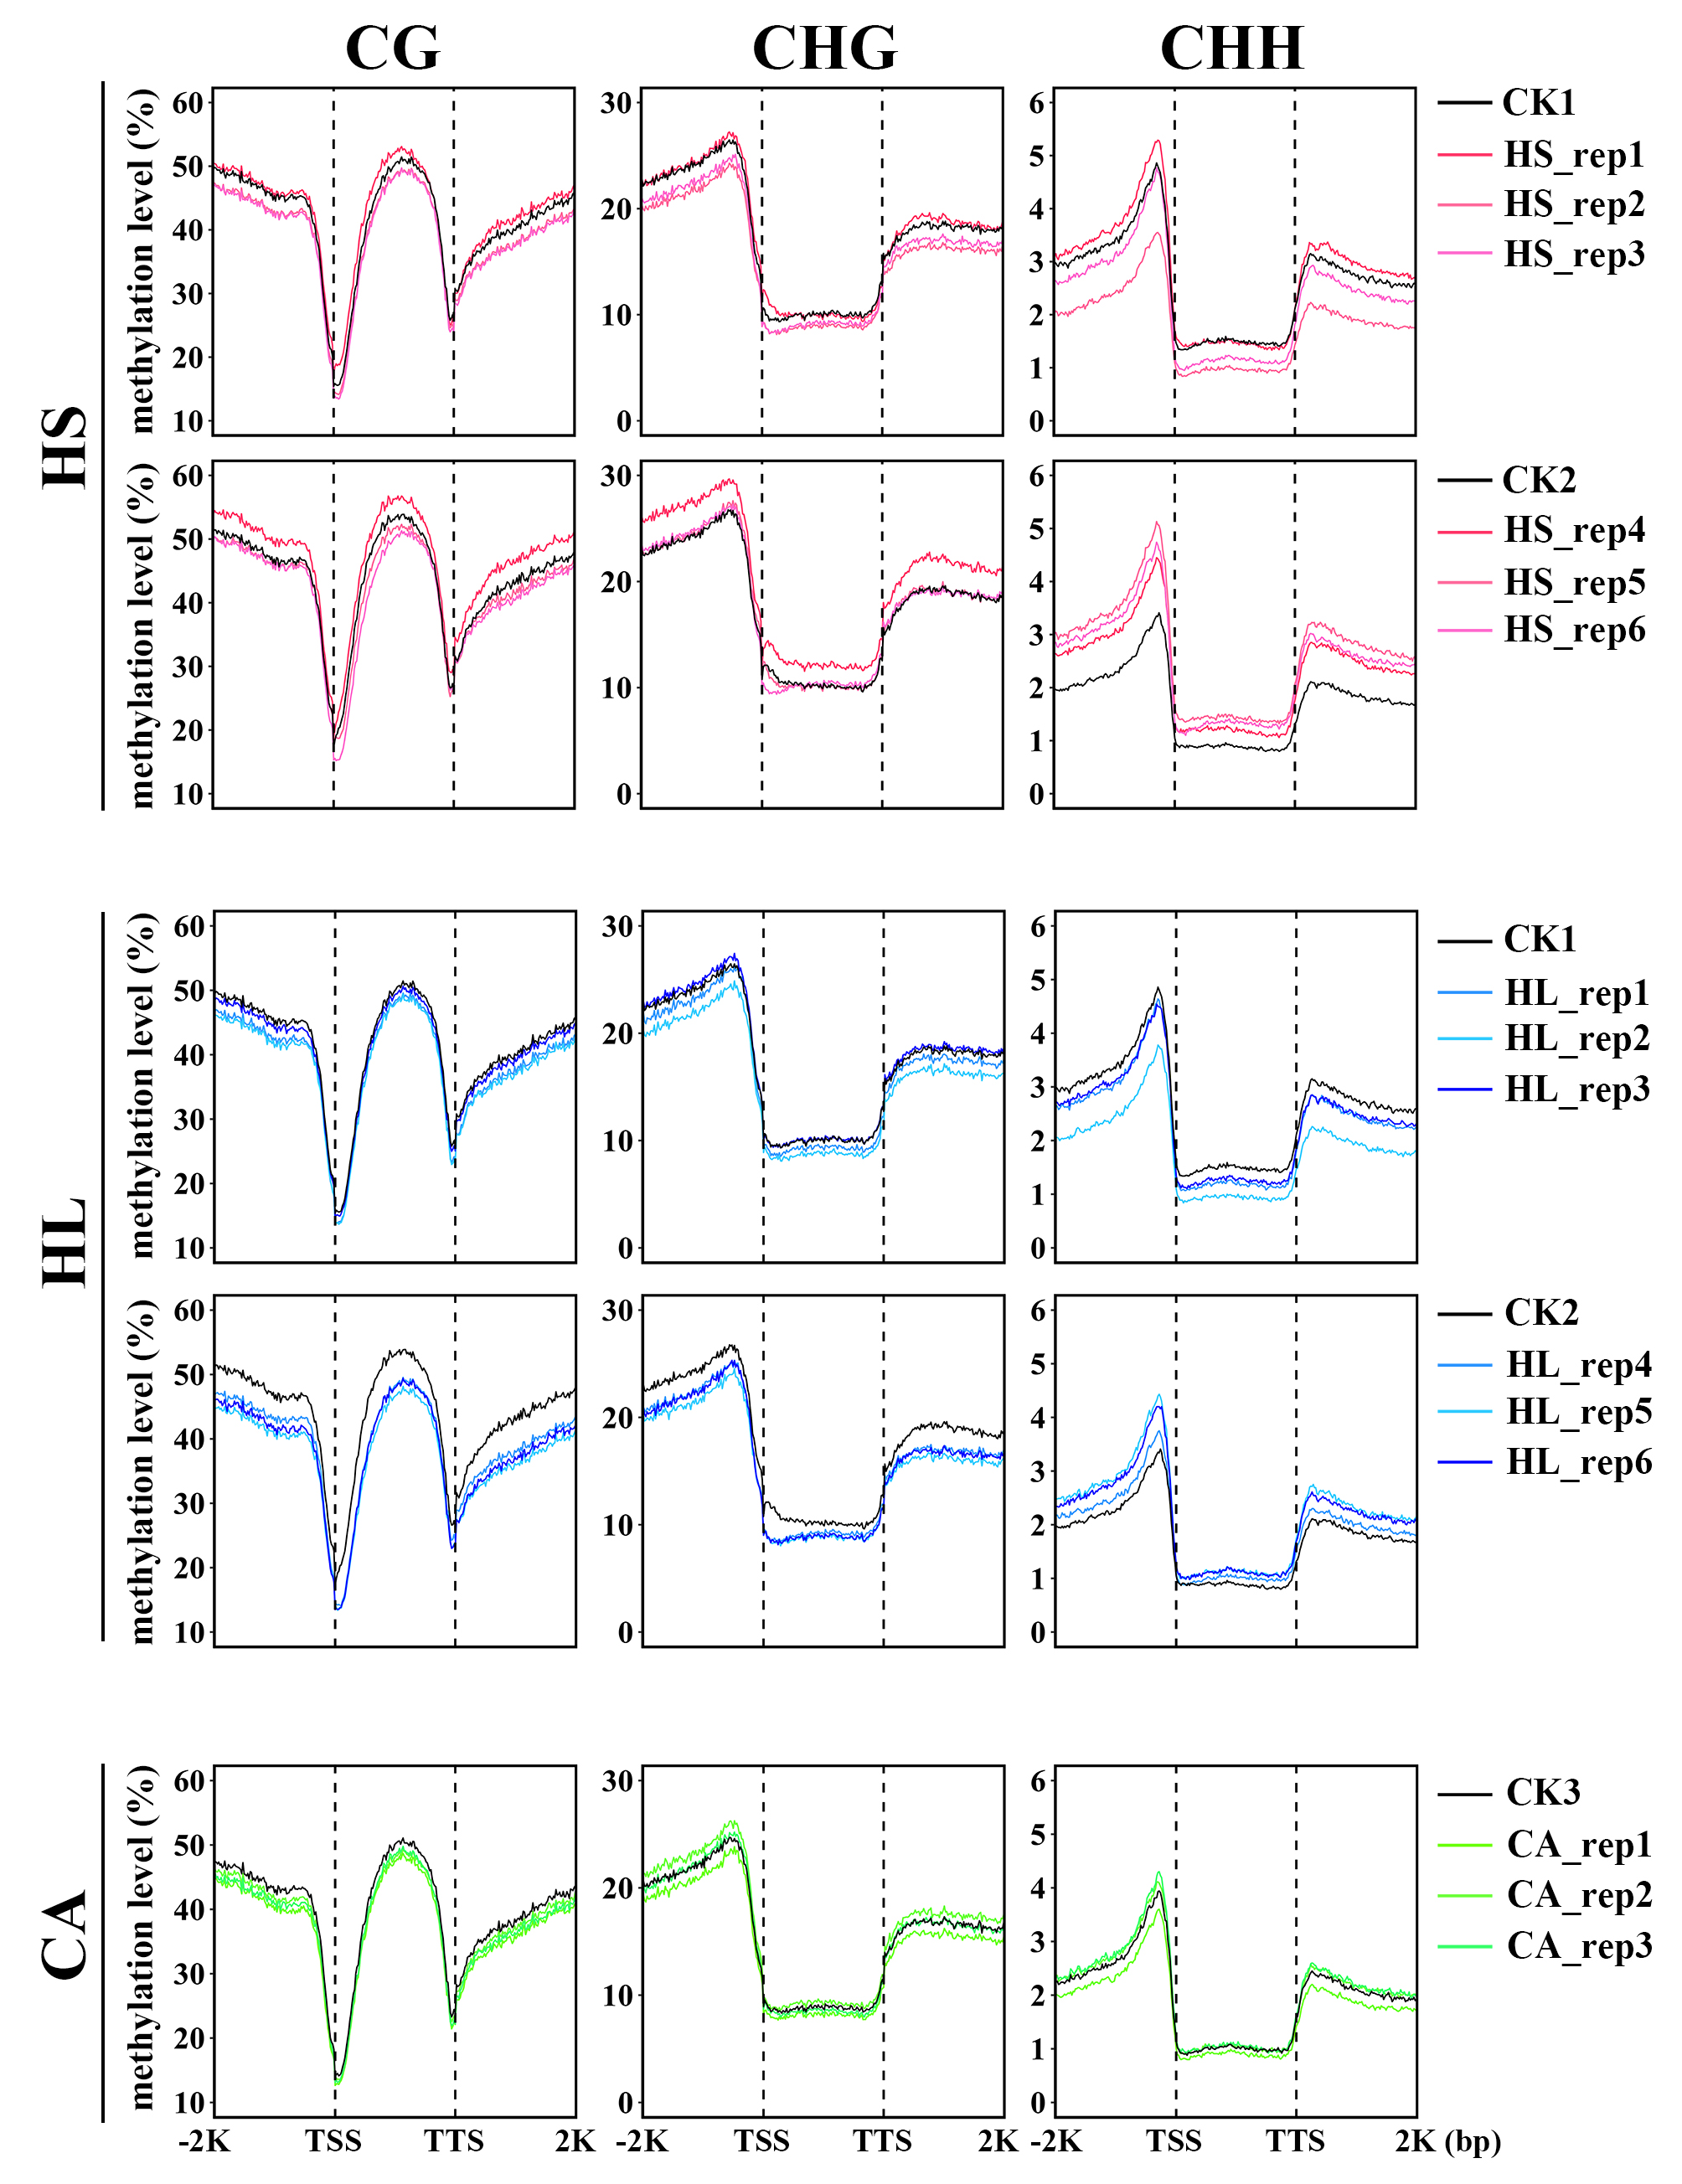 CG CHG CHH
HS
methylation level (%)
60
50
40
30
20
10
30
20
10
0
6
5
4
3
2
1
0
CK1
HS_rep1
HS_rep2
HS_rep3
methylation level (%)
60
50
40
30
20
10
30
20
10
0
6
5
4
3
2
1
0
CK2
HS_rep4
HS_rep5
HS_rep6
HL
methylation level (%)
60
50
40
30
20
10
30
20
10
0
6
5
4
3
2
1
0
CK1
HL_rep1
HL_rep2
HL_rep3
methylation level (%)
60
50
40
30
20
10
30
20
10
0
6
5
4
3
2
1
0
CK2
HL_rep4
HL_rep5
HL_rep6
CA
methylation level (%)
60
50
40
30
20
10
30
20
10
0
6
5
4
3
2
1
0
CK3
CA_rep1
CA_rep2
CA_rep3
-2K TSS TTS 2K -2K TSS TTS 2K -2K TSS TTS 2K (bp)